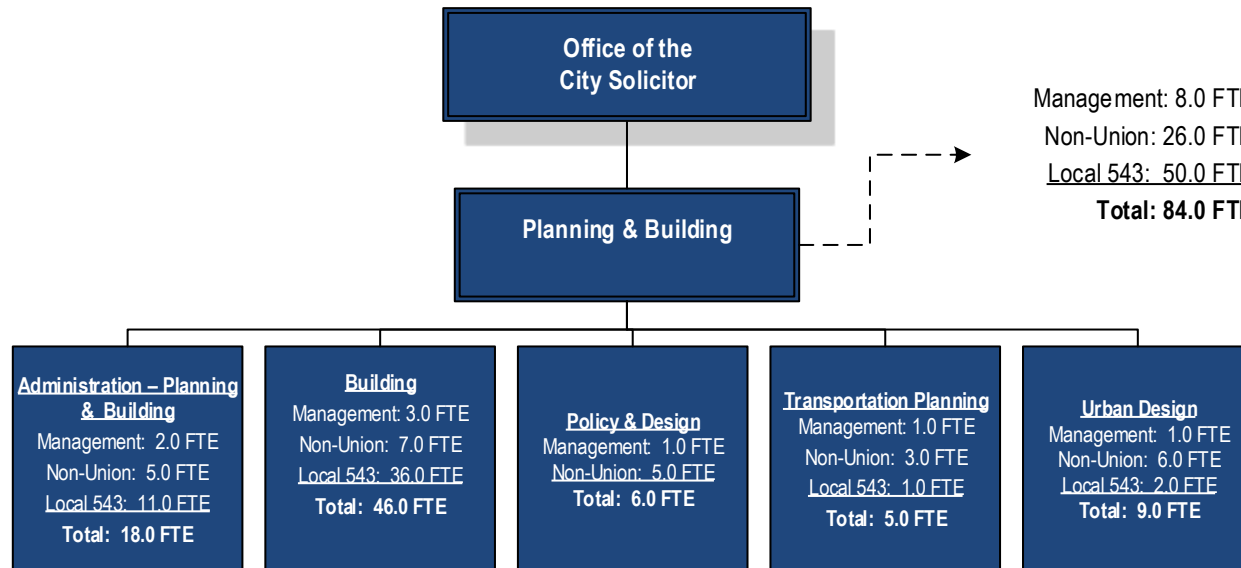 Office of the
City Solicitor
Management: 8.0 FTE
Non-Union: 26.0 FTE
Local 543: 50.0 FTE
Total: 84.0 FTE
Planning & Building
Administration – Planning
& Building
Management: 2.0 FTE
Non-Union: 5.0 FTE
Local 543: 11.0 FTE
Total: 18.0 FTE
Building
Management: 3.0 FTE
Non-Union: 7.0 FTE
Local 543: 36.0 FTE
Total: 46.0 FTE
Policy & Design
Management: 1.0 FTE
Non-Union: 5.0 FTE
Total: 6.0 FTE
Transportation Planning
Management: 1.0 FTE
Non-Union: 3.0 FTE
Local 543: 1.0 FTE
Total: 5.0 FTE
Urban Design
Management: 1.0 FTE
Non-Union: 6.0 FTE
Local 543: 2.0 FTE
Total: 9.0 FTE